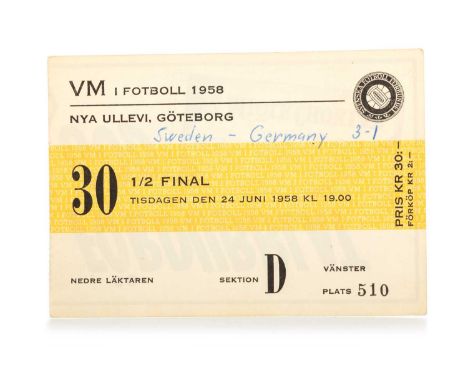 VM I FOTBOLL 1958
NYA ULLEVI, GÖTEBORG
Sweden – Germany 3-1
30
1/2 FINAL
TISDAGEN DEN 24 JUNI 1958 KL 19.00
PRIS KR 30:-
FÖRKÖP KR 2:-
NEDRE LÄKTAREN
SEKTION D
VÄNSTER
PLATS 510